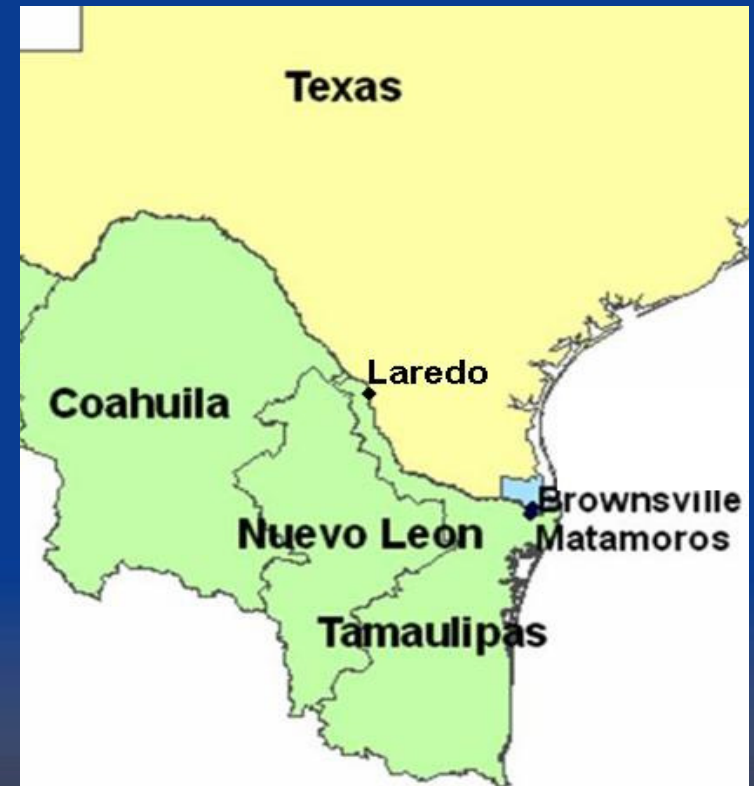 Texas
Laredo
Coahuila
Brownsville
Nuevo Leon
Matamoros
Tamaulipas